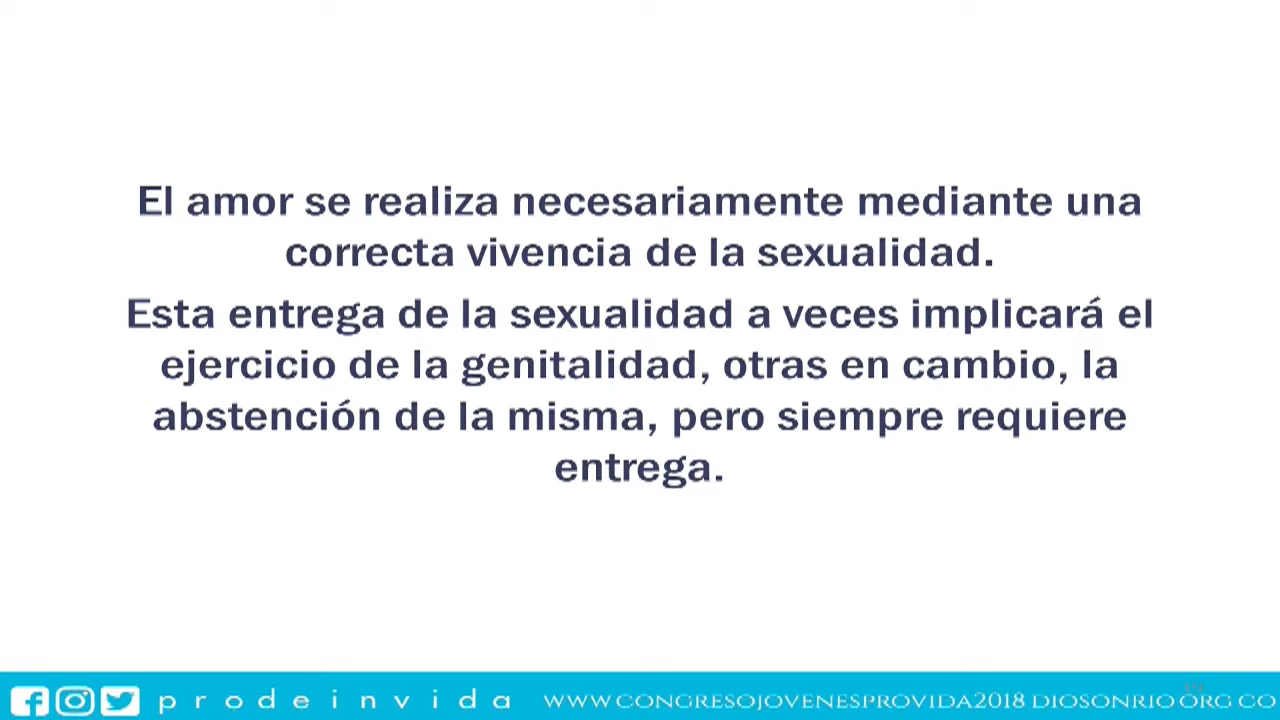 El amor se realiza necesariamente mediante una
correcta vivencia de la sexualidad.
Esta entrega de la sexualidad a veces implicará el
ejercicio de la genitalidad, otras en cambio, la
abstención de la misma, pero siempre requiere
entrega.
prodeinvida WWW.CONGRESOJOVENESPROVIDA2018 DIOSONRIO ORG CO